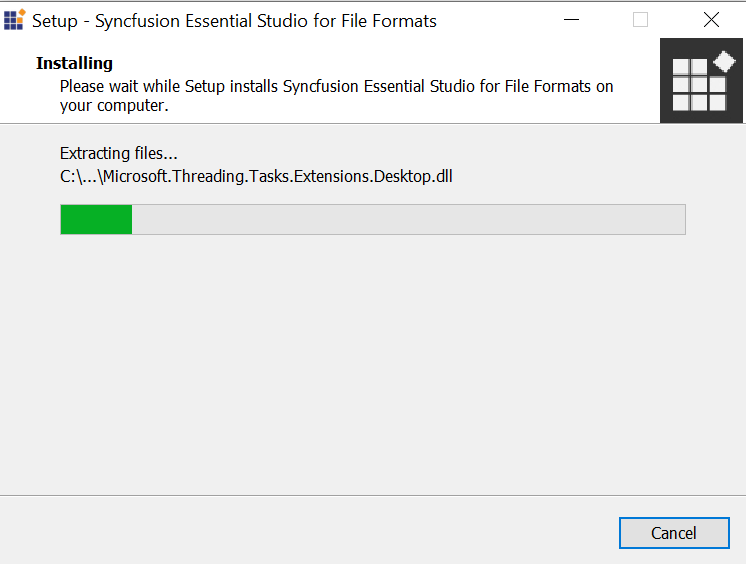 Setup - Syncfusion Essential Studio for File Formats
Installing
Please wait while Setup installs Syncfusion Essential Studio for File Formats on
your computer.
Extracting files...
C:\...\Microsoft.Threading.Tasks.Extensions.Desktop.dll
Cancel